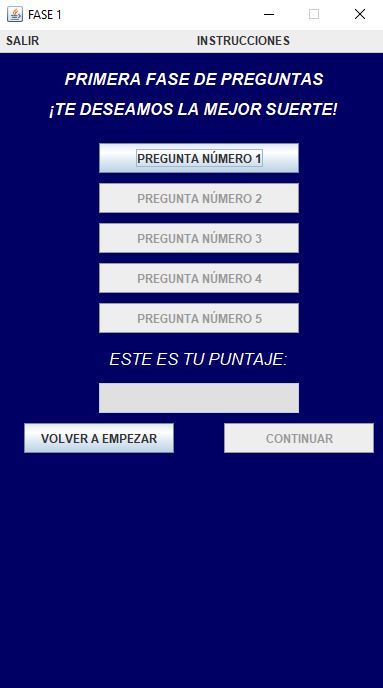 FASE 1
SALIR INSTRUCCIONES
PRIMERA FASE DE PREGUNTAS
¡TE DESEAMOS LA MEJOR SUERTE!
PREGUNTA NÚMERO 1
PREGUNTA NÚMERO 2
PREGUNTA NÚMERO 3
PREGUNTA NÚMERO 4
PREGUNTA NÚMERO 5
ESTE ES TU PUNTAJE:
VOLVER A EMPEZAR CONTINUAR